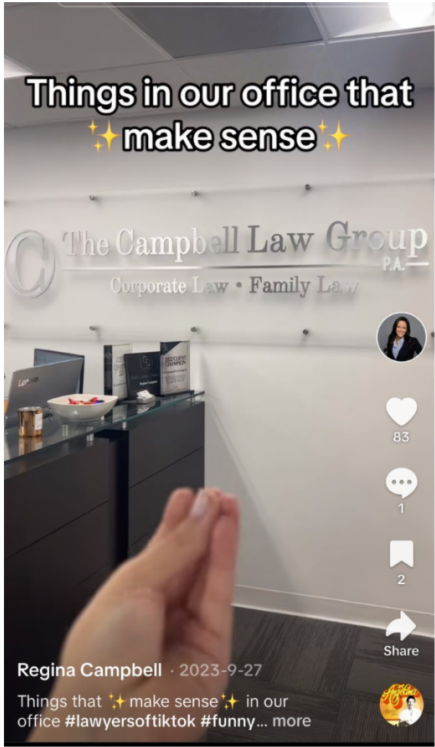 Things in our office that
✨make sense✨
The Campbell Law Group
P.A.
Corporate Law • Family Law
83
1
2
Share
Regina Campbell · 2023-9-27
Things that ✨make sense✨ in our
office #lawyersoftiktok #funny... more